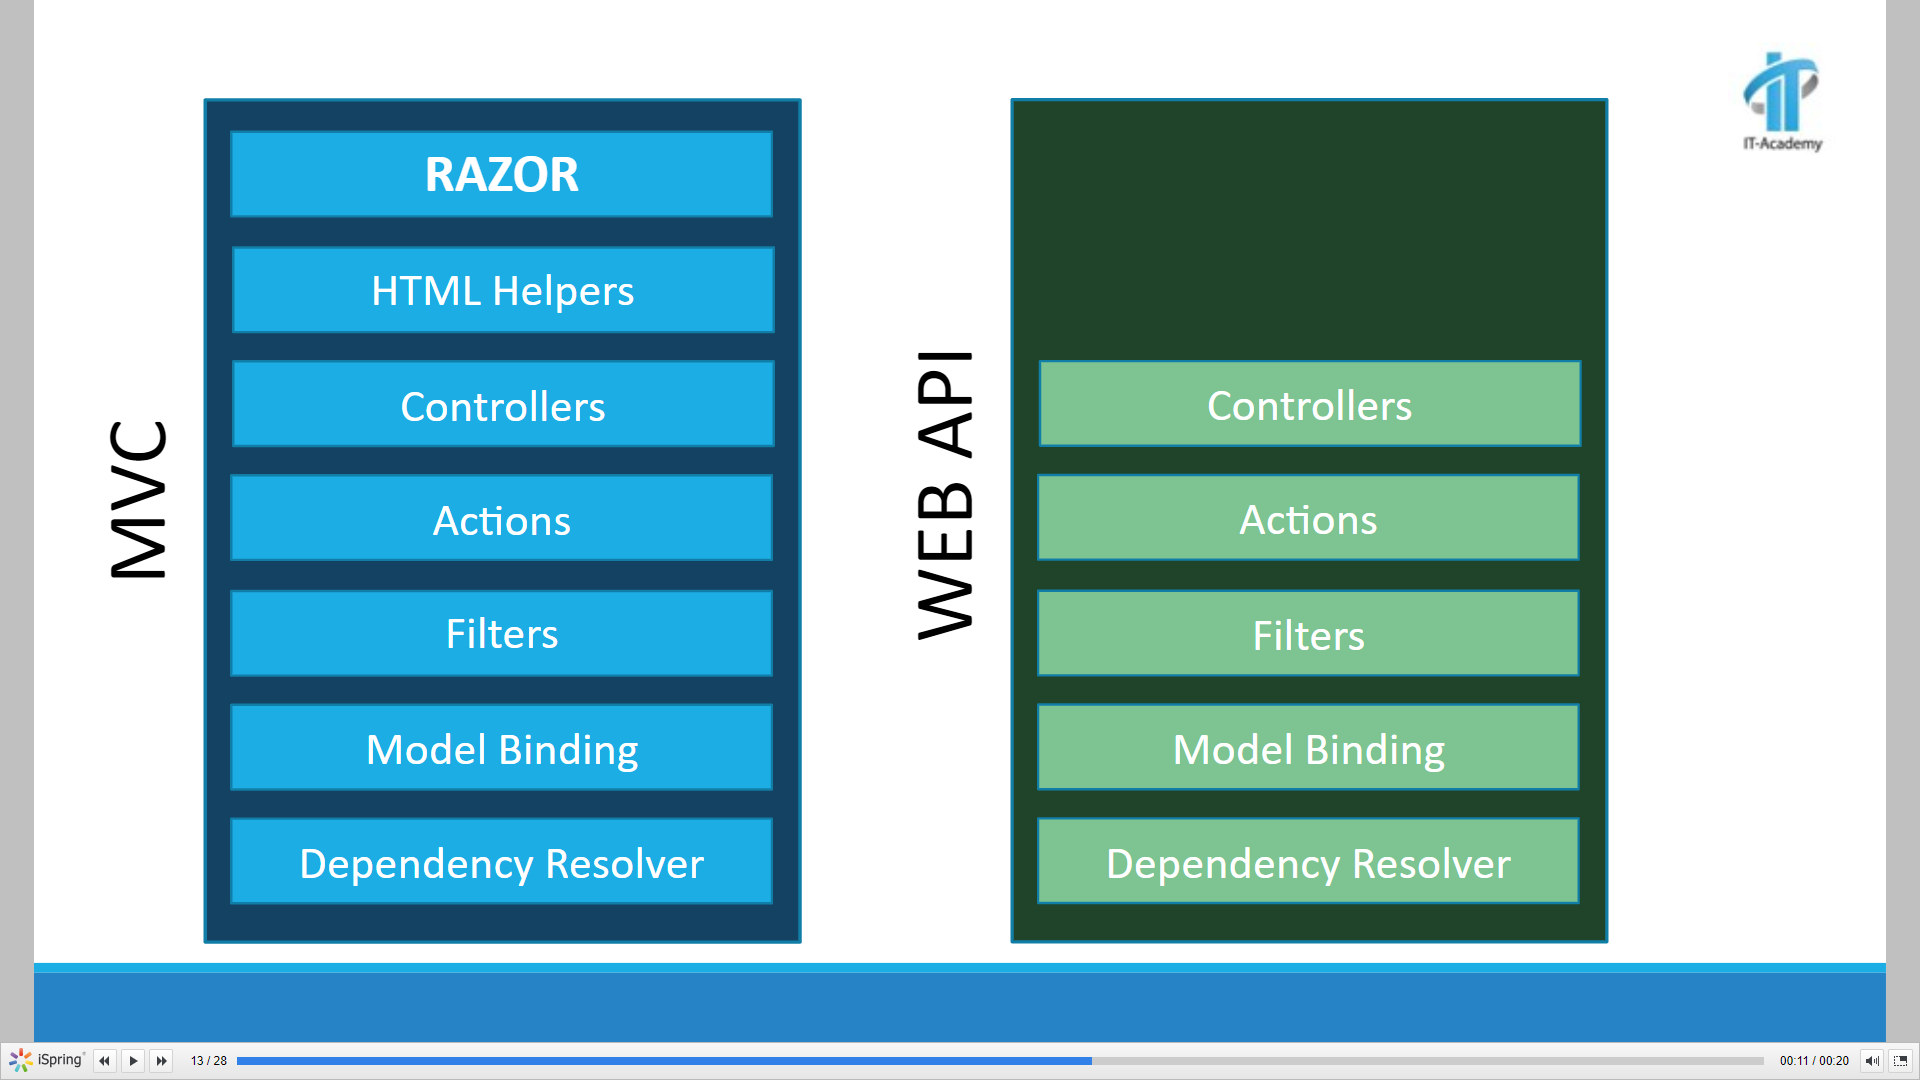 IT-Academy
MVC
RAZOR
HTML Helpers
Controllers
Actions
Filters
Model Binding
Dependency Resolver
WEB API
Controllers
Actions
Filters
Model Binding
Dependency Resolver
iSpring
13 / 28
00:11 / 00:20